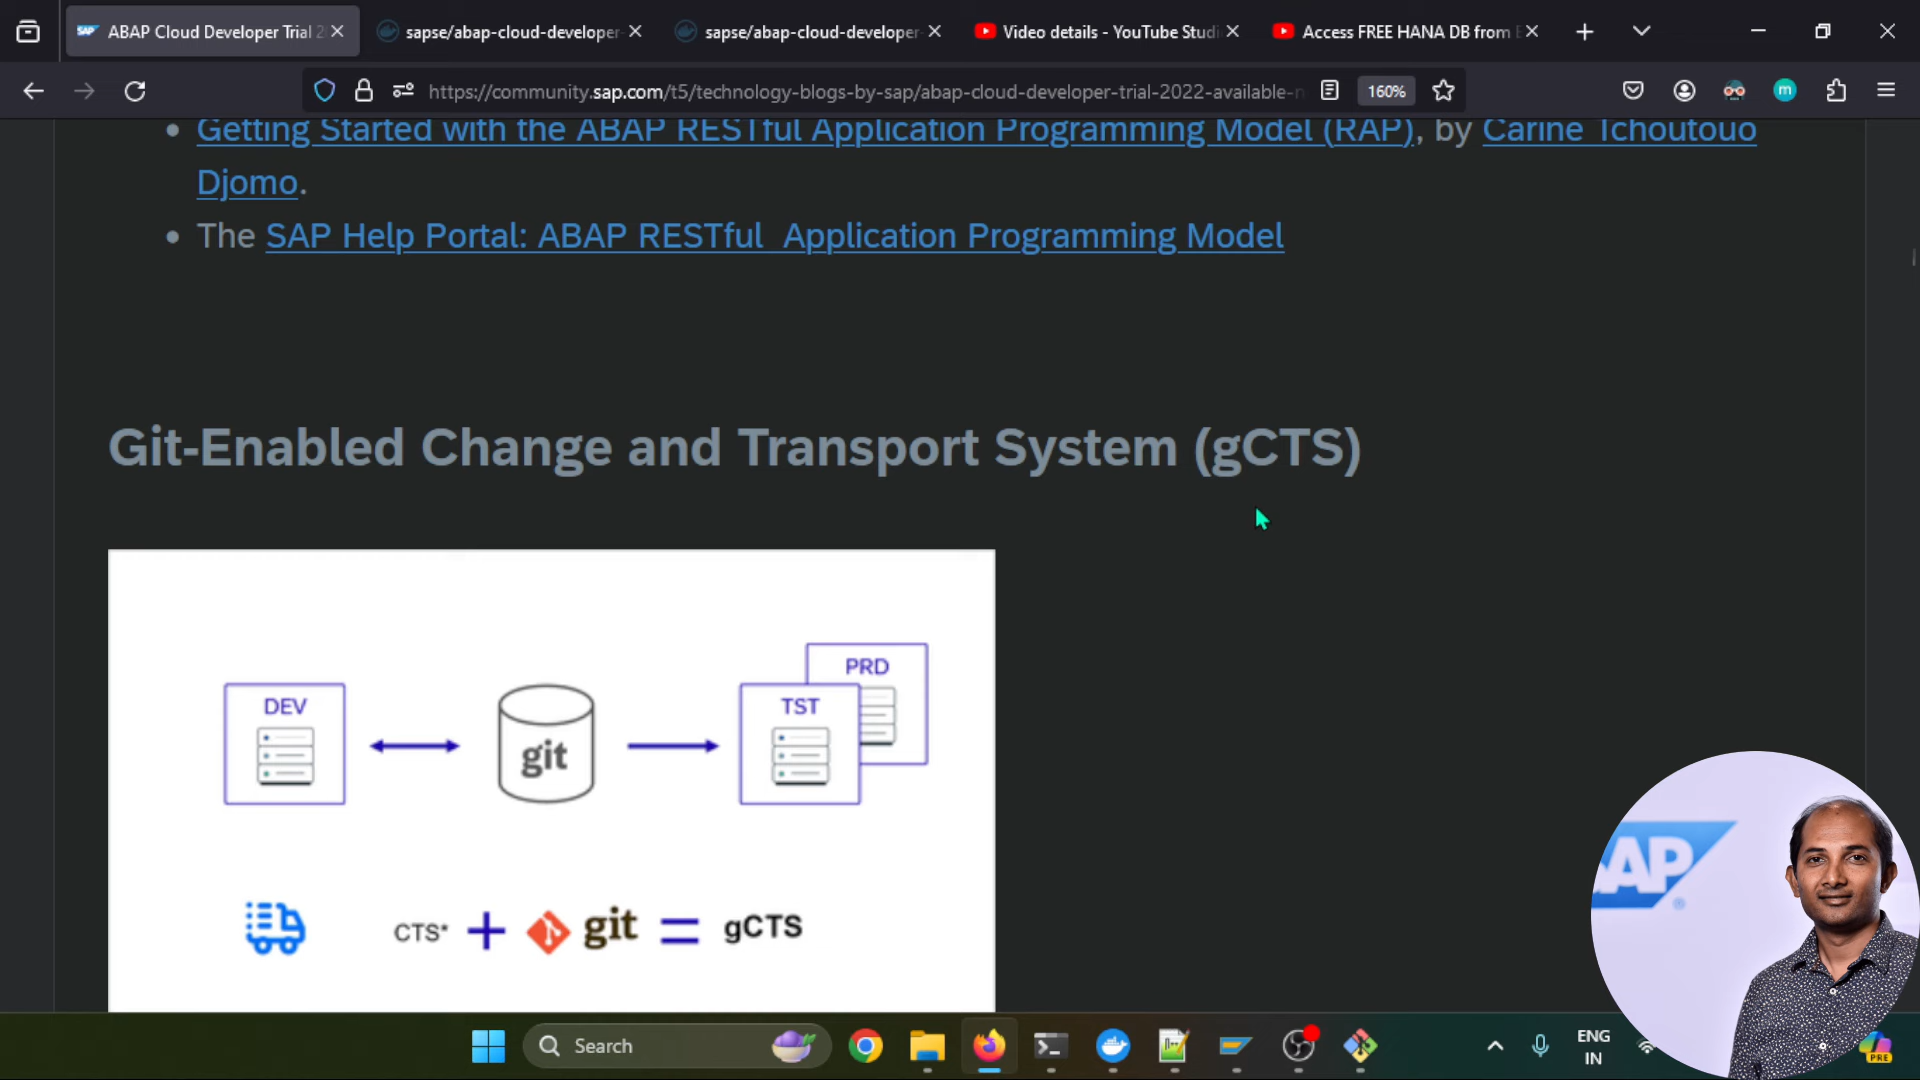 ABAP Cloud Developer Trial 2
sapse/abap-cloud-developer-
sapse/abap-cloud-developer-
Video details - YouTube Studi
Access FREE HANA DB from E
https://community.sap.com/t5/technology-blogs-by-sap/abap-cloud-developer-trial-2022-available-n
160%
m
Getting Started with the ABAP RESTful Application Programming Model (RAP), by Carine Tchoutouo
Djomo.
The SAP Help Portal: ABAP RESTful Application Programming Model
Git-Enabled Change and Transport System (gCTS)
PRD
DEV
TST
git
CTS* + git = gCTS
SAP
®
Search
ENG
IN
PRE